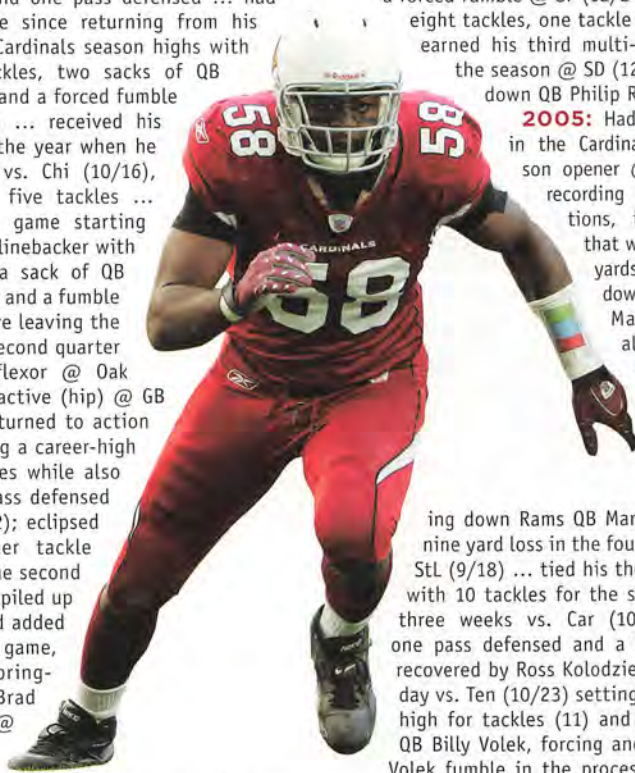 and one pass defensed ... had
e since returning from his
Cardinals season highs with
kles, two sacks of QB
and a forced fumble
... received his
the year when he
vs. Chi (10/16),
five tackles ...
game starting
linebacker with
a sack of QB
and a fumble
e leaving the
econd quarter
flexor @ Oak
active (hip) @ GB
turned to action
g a career-high
es while also
ass defensed
2); eclipsed
er tackle
e second
piled up
d added
game,
oring-
Brad
@
58
58
CARDINALS
58
eight tackles, one tackle
earned his third multi-
the season @ SD (12
down QB Philip R
2005: Had
in the Cardina
son opener @
recording
tions,
that w
yards
dow
Ma
al
ing down Rams QB Mar
nine yard loss in the fou
StL (9/18) ... tied his the
with 10 tackles for the s
three weeks vs. Car (10
one pass defensed and a
recovered by Ross Kolodzie
day vs. Ten (10/23) setting
high for tackles (11) and
QB Billy Volek, forcing and
Volek fumble in the proces